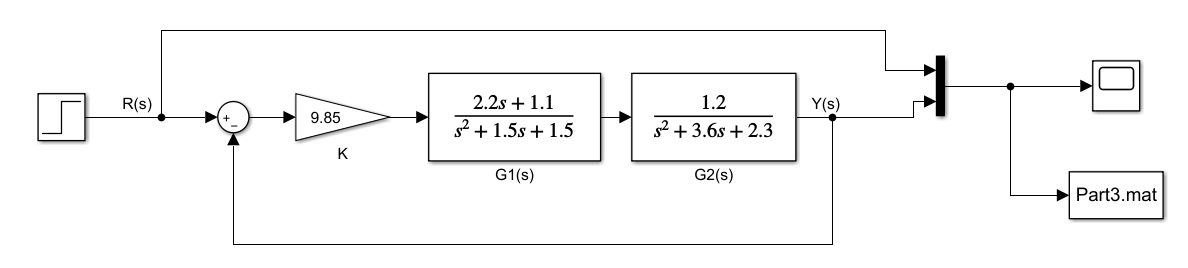 R(s)
+
−
9.85
K
2.2s + 1.1
s² + 1.5s + 1.5
G1(s)
1.2
s² + 3.6s + 2.3
G2(s)
Y(s)
Part3.mat